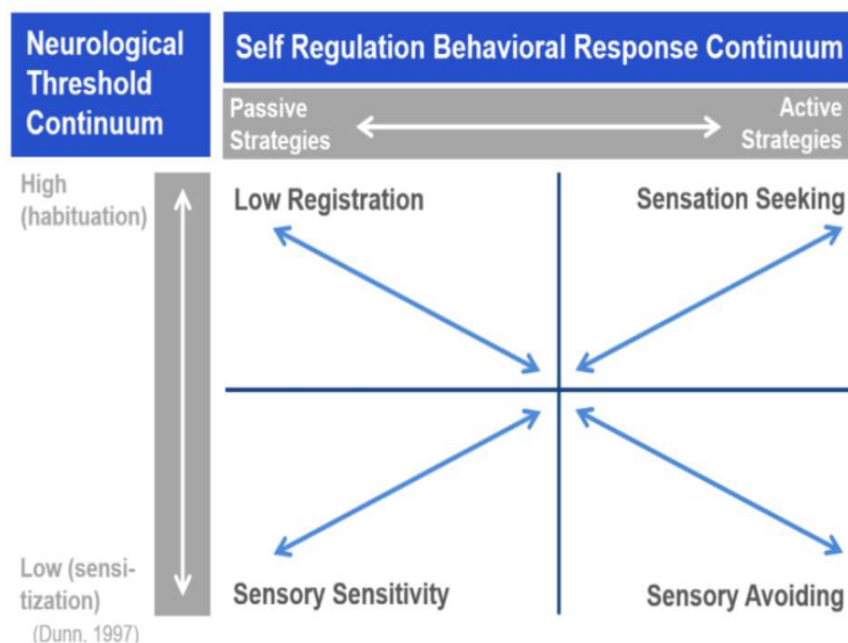 Neurological
Threshold
Continuum
Self Regulation Behavioral Response Continuum
Passive
Strategies
Active
Strategies
High
(habituation)
Low Registration
Sensation Seeking
Low (sensi-
tization)
(Dunn, 1997)
Sensory Sensitivity
Sensory Avoiding